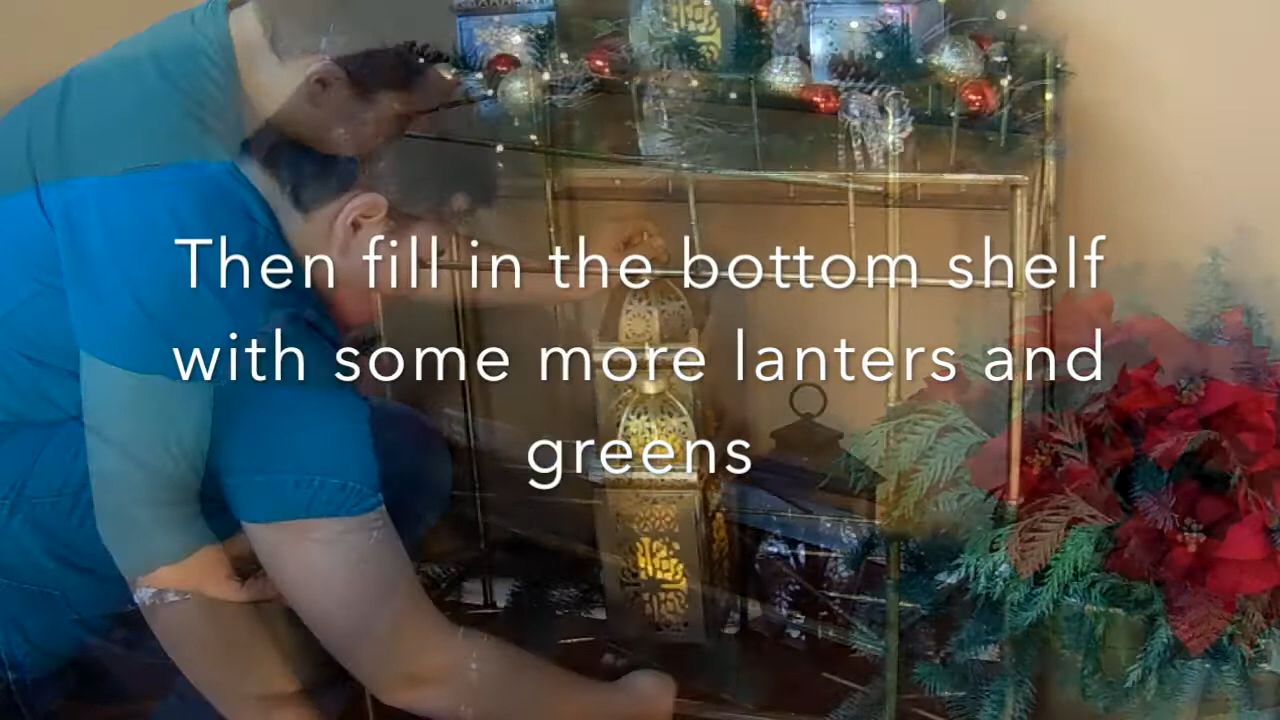 Then fill in the bottom shelf
with some more lanters and
greens